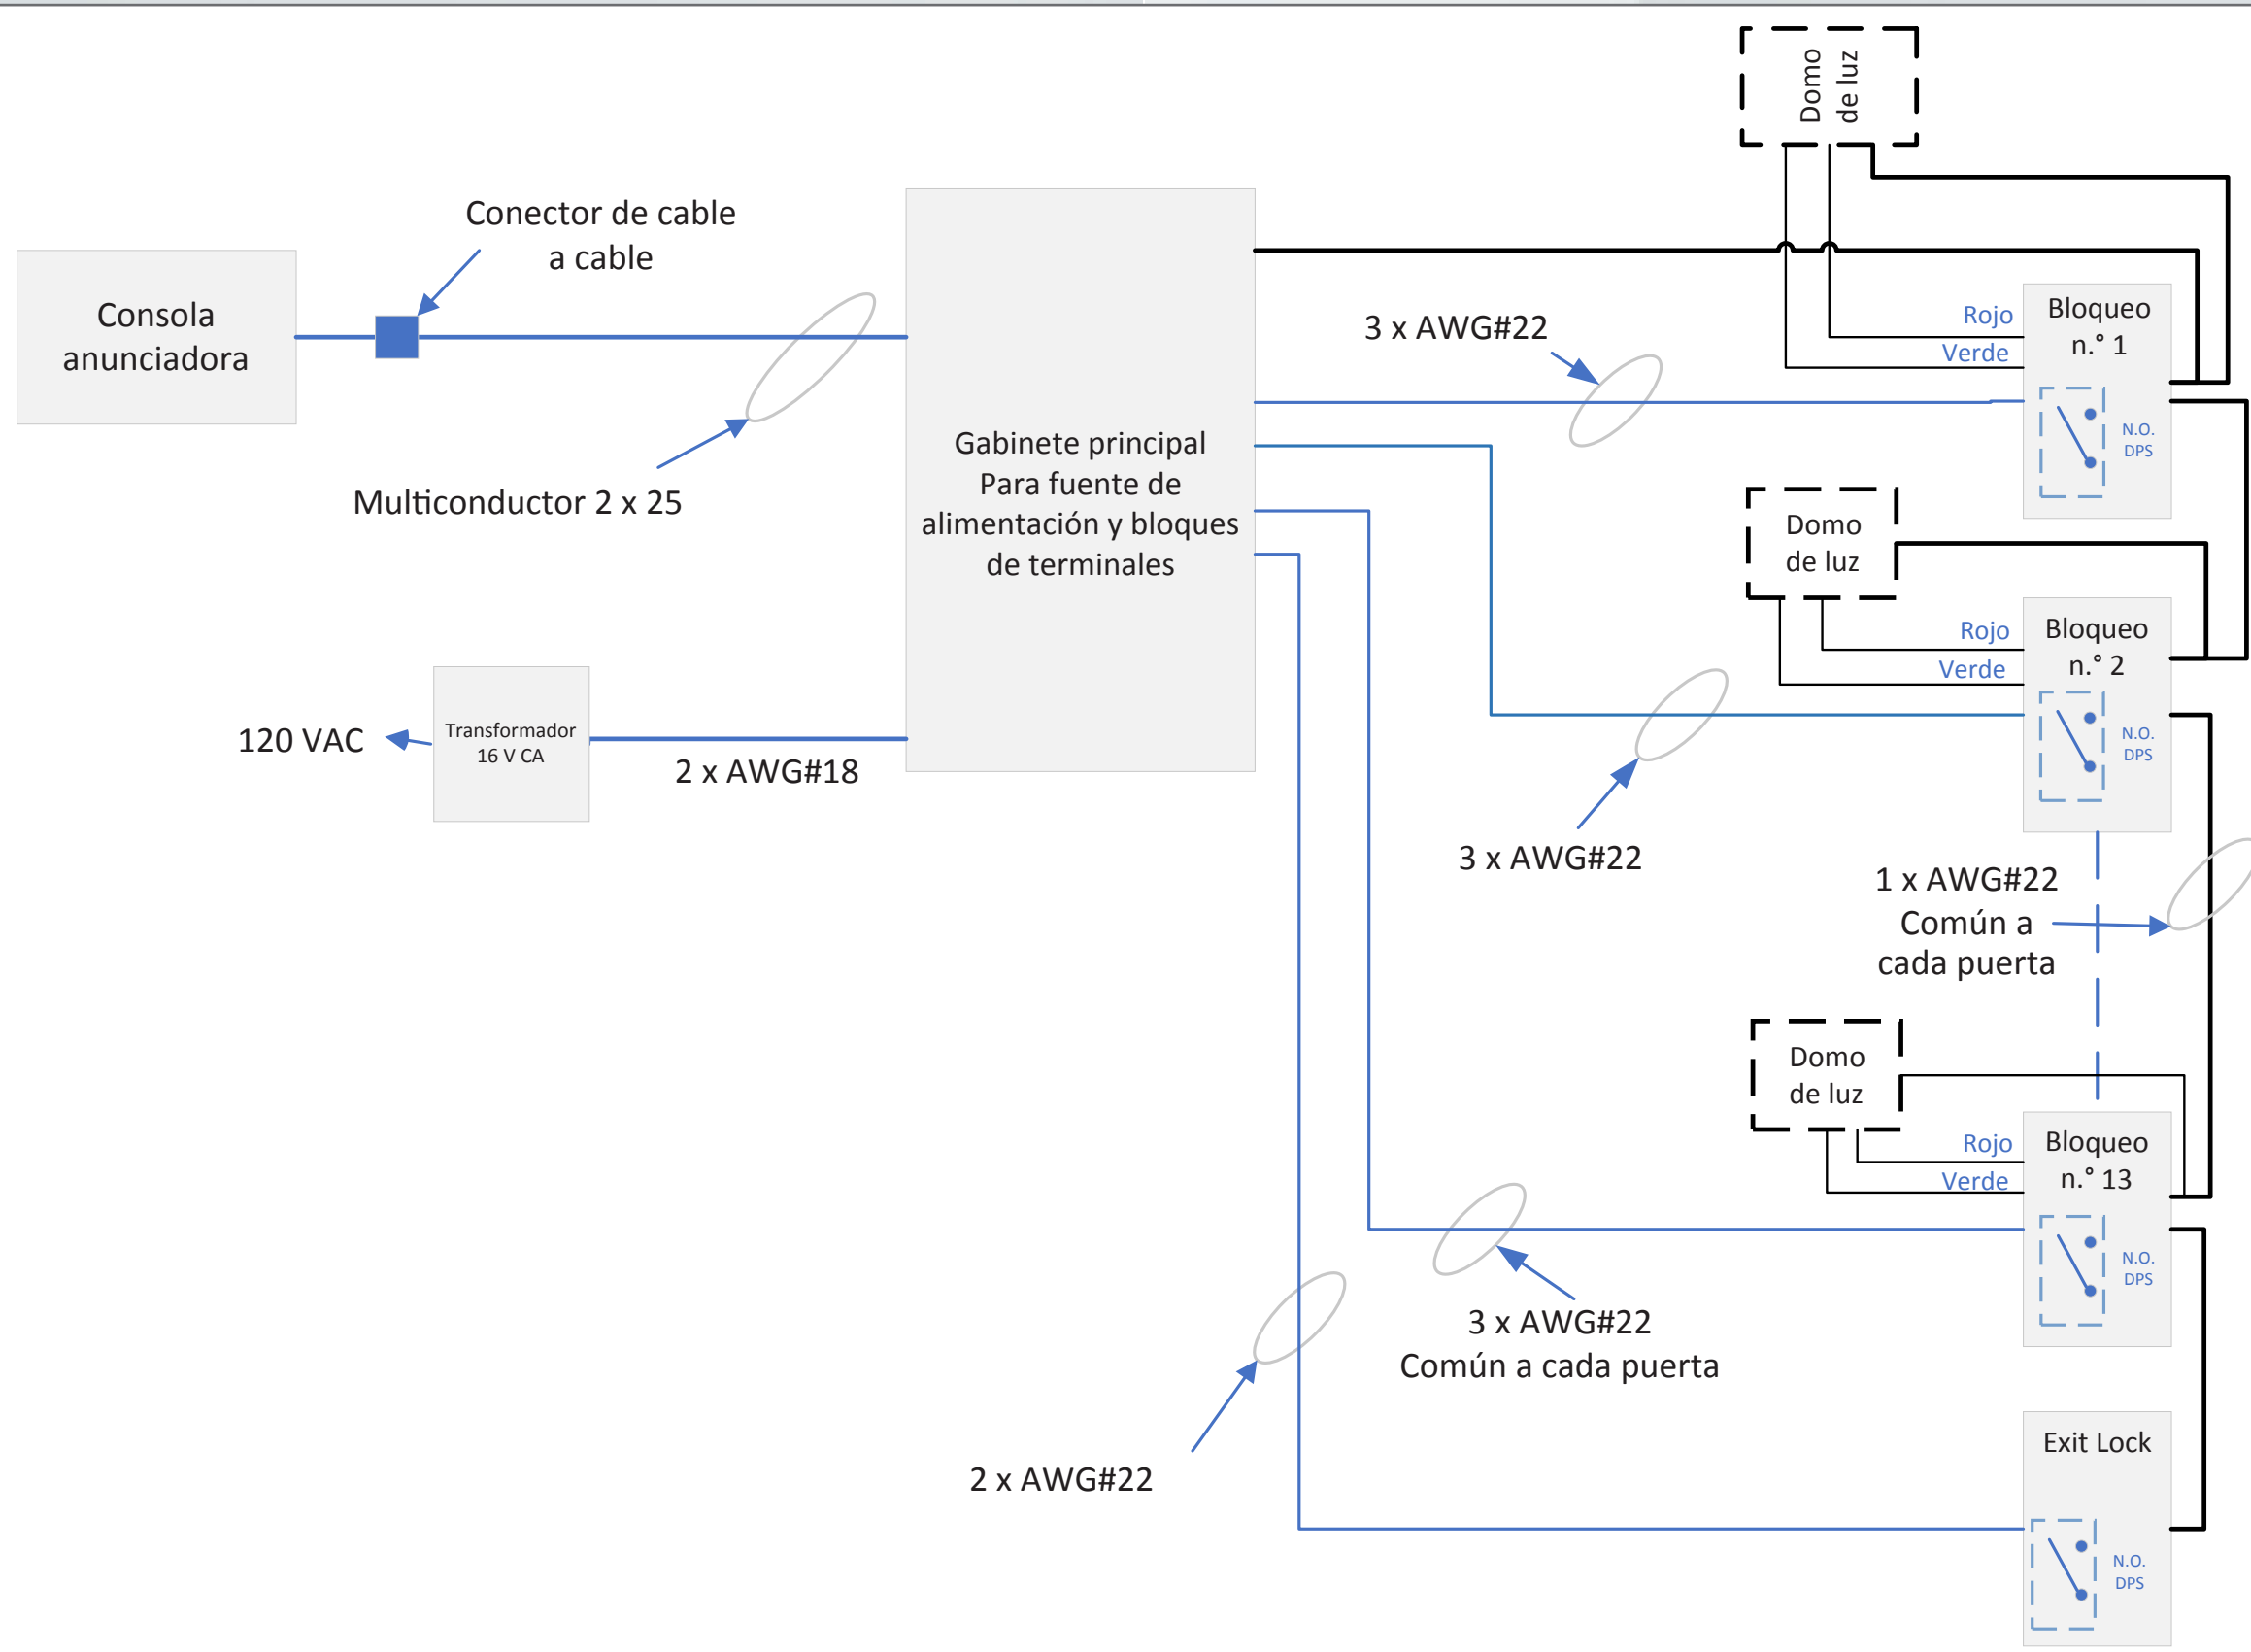 Domo
de luz
Conector de cable
a cable
Consola
anunciadora
3 x AWG#22
Rojo
Verde
Bloqueo
n.° 1
N.O.
DPS
Gabinete principal
Para fuente de
alimentación y bloques
de terminales
Multiconductor 2 x 25
Domo
de luz
Rojo
Verde
Bloqueo
n.° 2
N.O.
DPS
120 VAC
Transformador
16 V CA
2 x AWG#18
3 x AWG#22
1 x AWG#22
Común a
cada puerta
Domo
de luz
Rojo
Verde
Bloqueo
n.° 13
N.O.
DPS
3 x AWG#22
Común a cada puerta
2 x AWG#22
Exit Lock
N.O.
DPS